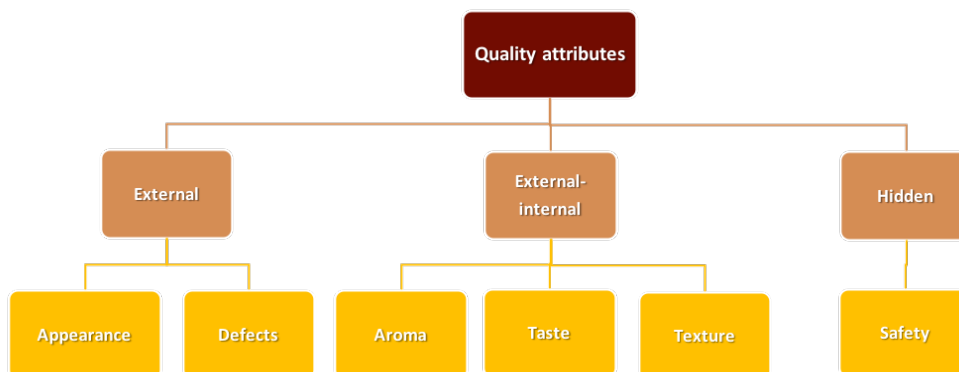 Quality attributes
External
External-
internal
Hidden
Appearance
Defects
Aroma
Taste
Texture
Safety